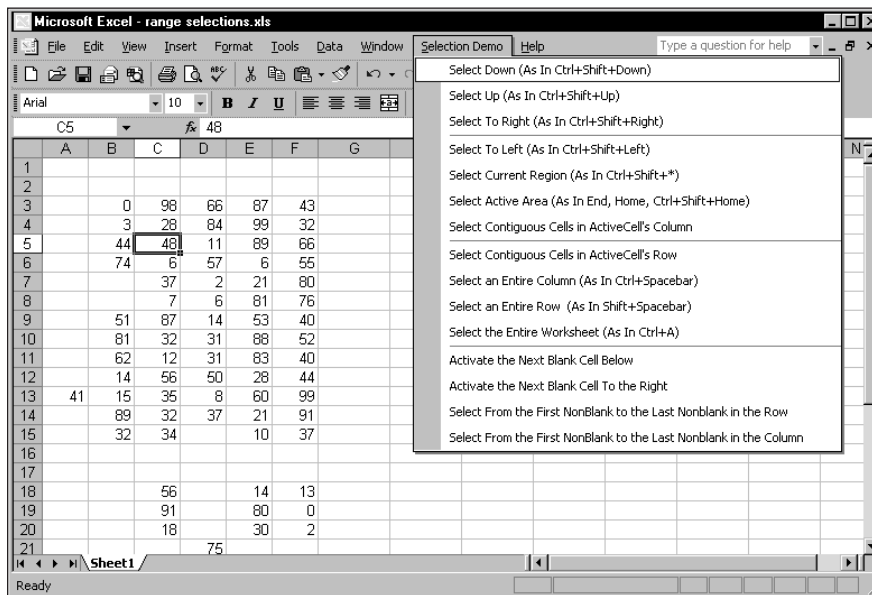 Microsoft Excel - range selections.xls
File Edit View Insert Format Tools Data Window Selection Demo Help Type a question for help
Arial 10 B I U
C5 fx 48
A B C D E F G N
1
2
3 0 98 66 87 43
4 3 28 84 99 32
5 44 48 11 89 66
6 74 6 57 6 55
7 37 2 21 80
8 7 6 81 76
9 51 87 14 53 40
10 81 32 31 88 52
11 62 12 31 83 40
12 14 56 50 28 44
13 41 15 35 8 60 99
14 89 32 37 21 91
15 32 34 10 37
16
17
18 56 14 13
19 91 80 0
20 18 30 2
21 75
Select Down (As In Ctrl+Shift+Down)
Select Up (As In Ctrl+Shift+Up)
Select To Right (As In Ctrl+Shift+Right)
Select To Left (As In Ctrl+Shift+Left)
Select Current Region (As In Ctrl+Shift+*)
Select Active Area (As In End, Home, Ctrl+Shift+Home)
Select Contiguous Cells in ActiveCell's Column
Select Contiguous Cells in ActiveCell's Row
Select an Entire Column (As In Ctrl+Spacebar)
Select an Entire Row (As In Shift+Spacebar)
Select the Entire Worksheet (As In Ctrl+A)
Activate the Next Blank Cell Below
Activate the Next Blank Cell To the Right
Select From the First NonBlank to the Last Nonblank in the Row
Select From the First NonBlank to the Last Nonblank in the Column
Sheet1
Ready